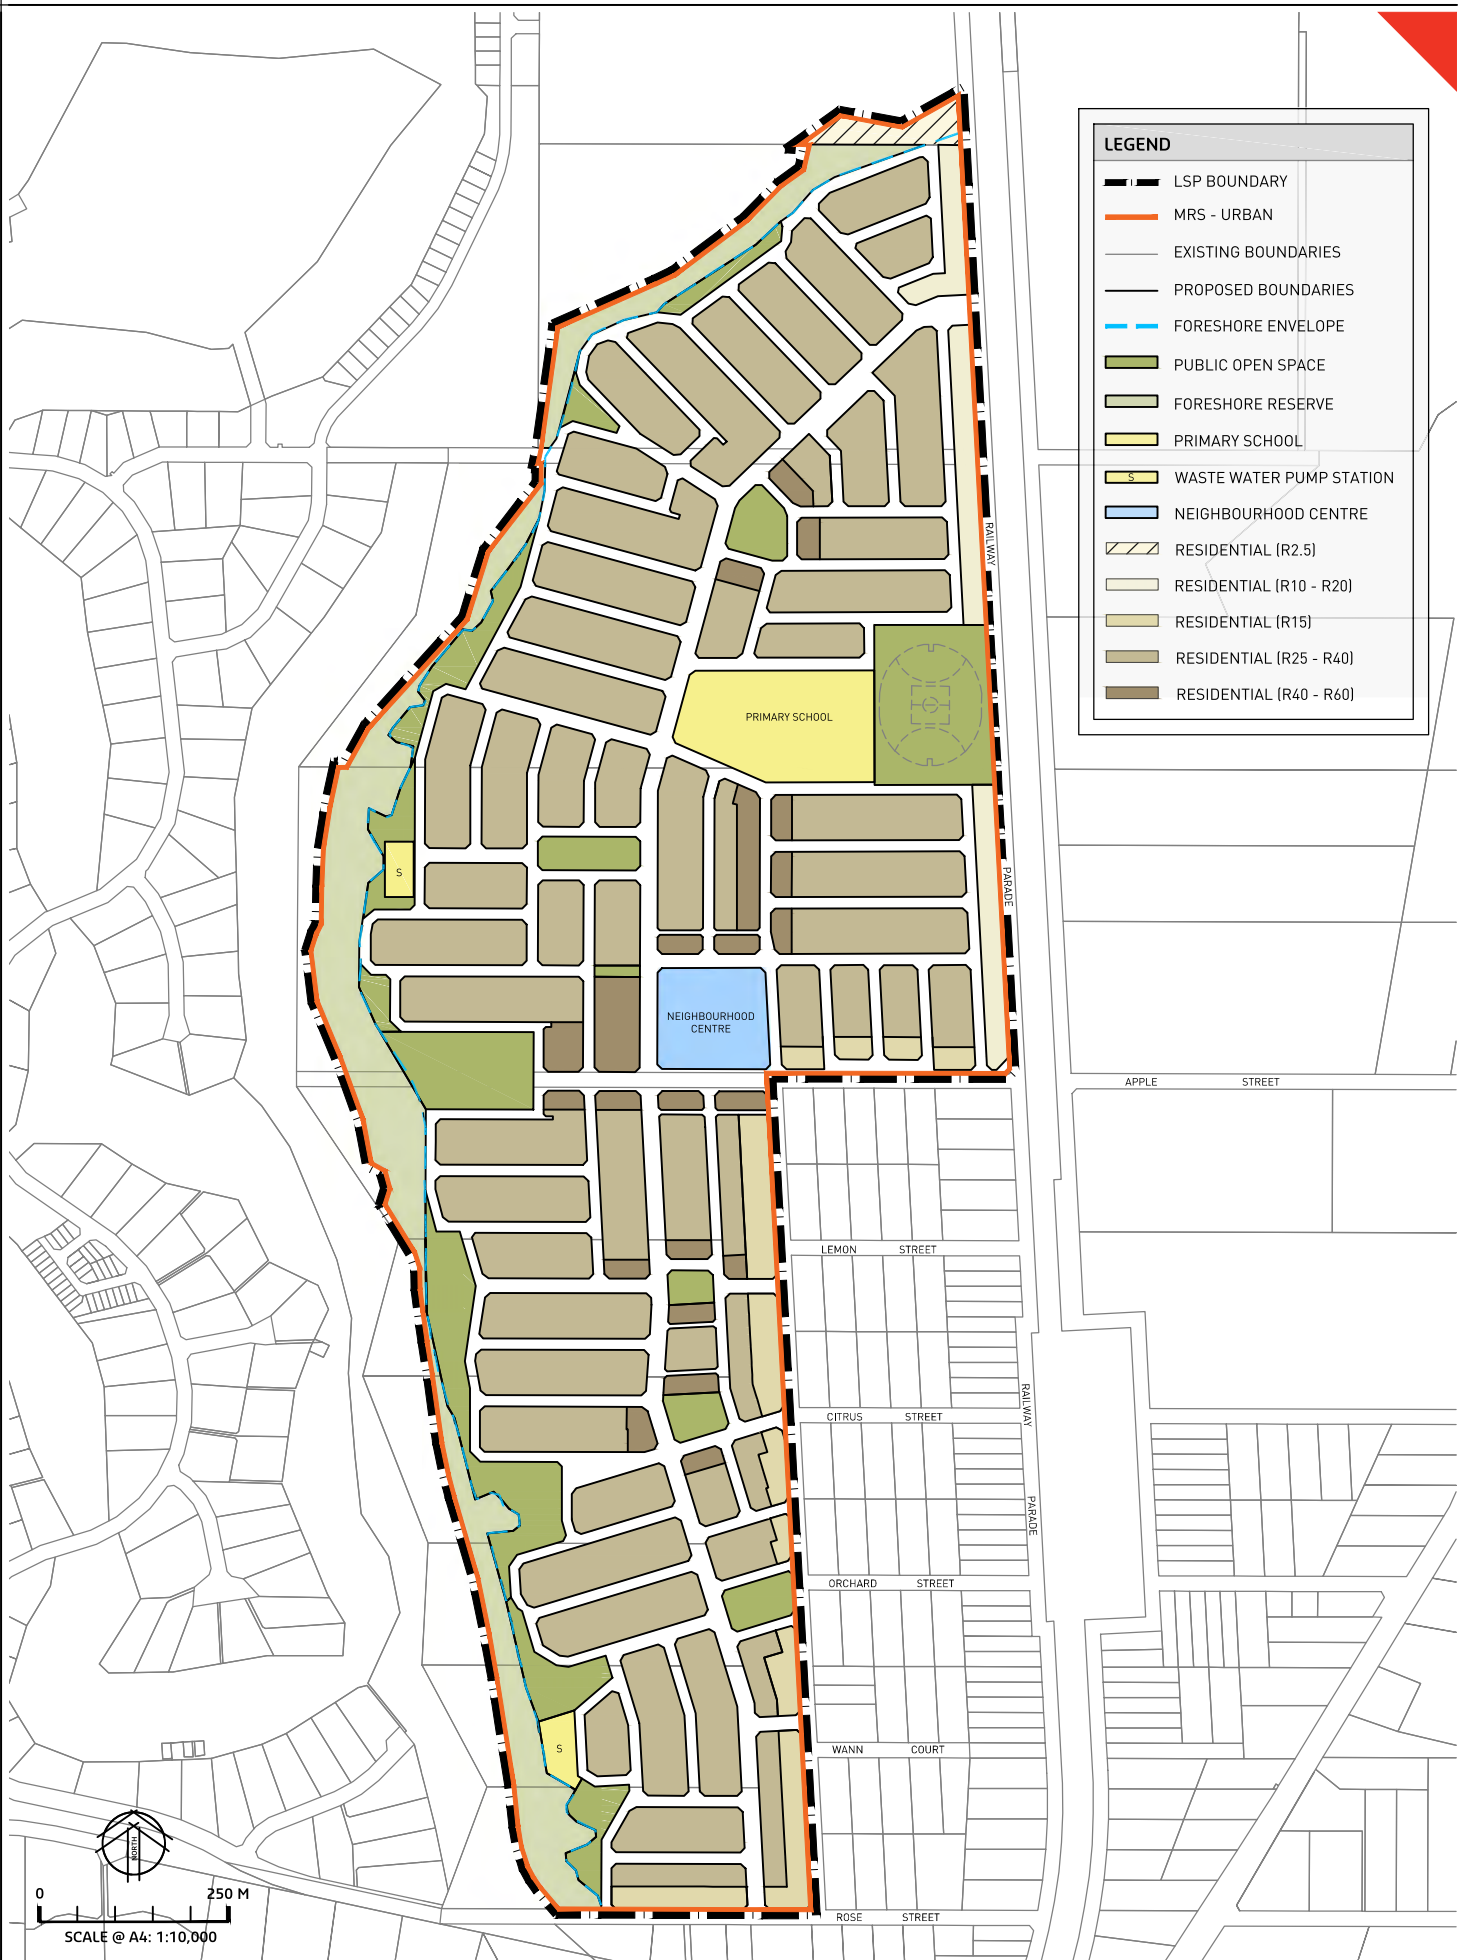 LEGEND
LSP BOUNDARY
MRS - URBAN
EXISTING BOUNDARIES
PROPOSED BOUNDARIES
FORESHORE ENVELOPE
PUBLIC OPEN SPACE
FORESHORE RESERVE
PRIMARY SCHOOL
S WASTE WATER PUMP STATION
NEIGHBOURHOOD CENTRE
RESIDENTIAL (R2.5)
RESIDENTIAL (R10 - R20)
RESIDENTIAL (R15)
RESIDENTIAL (R25 - R40)
RESIDENTIAL (R40 - R60)
RAILWAY
PRIMARY SCHOOL
S
PARADE
NEIGHBOURHOOD
CENTRE
APPLE STREET
LEMON STREET
RAILWAY
CITRUS STREET
PARADE
ORCHARD STREET
S
WANN COURT
NORTH
0 250 M
ROSE STREET
SCALE @ A4: 1:10,000